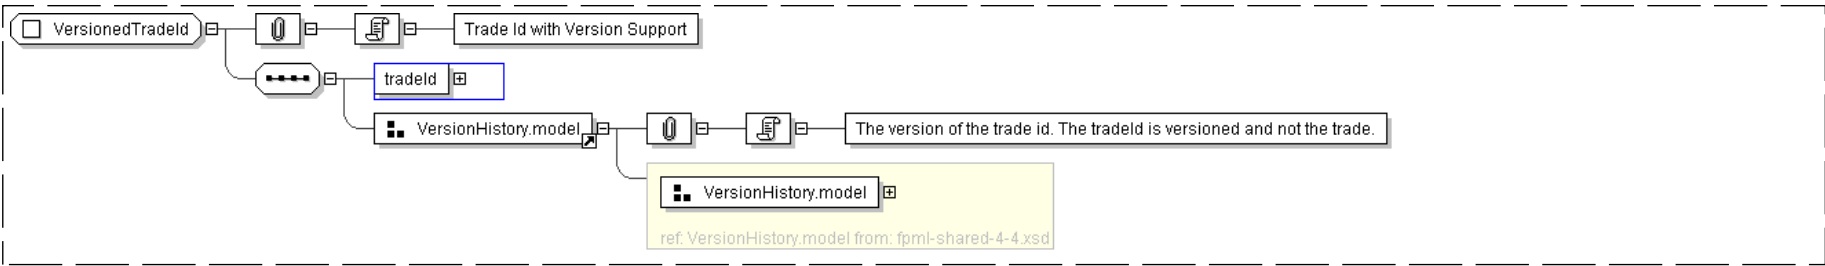 VersionedTradeId
Trade Id with Version Support
tradeId
VersionHistory.model
The version of the trade id. The tradeId is versioned and not the trade.
VersionHistory.model
ref: VersionHistory.model from: fpml-shared-4-4.xsd